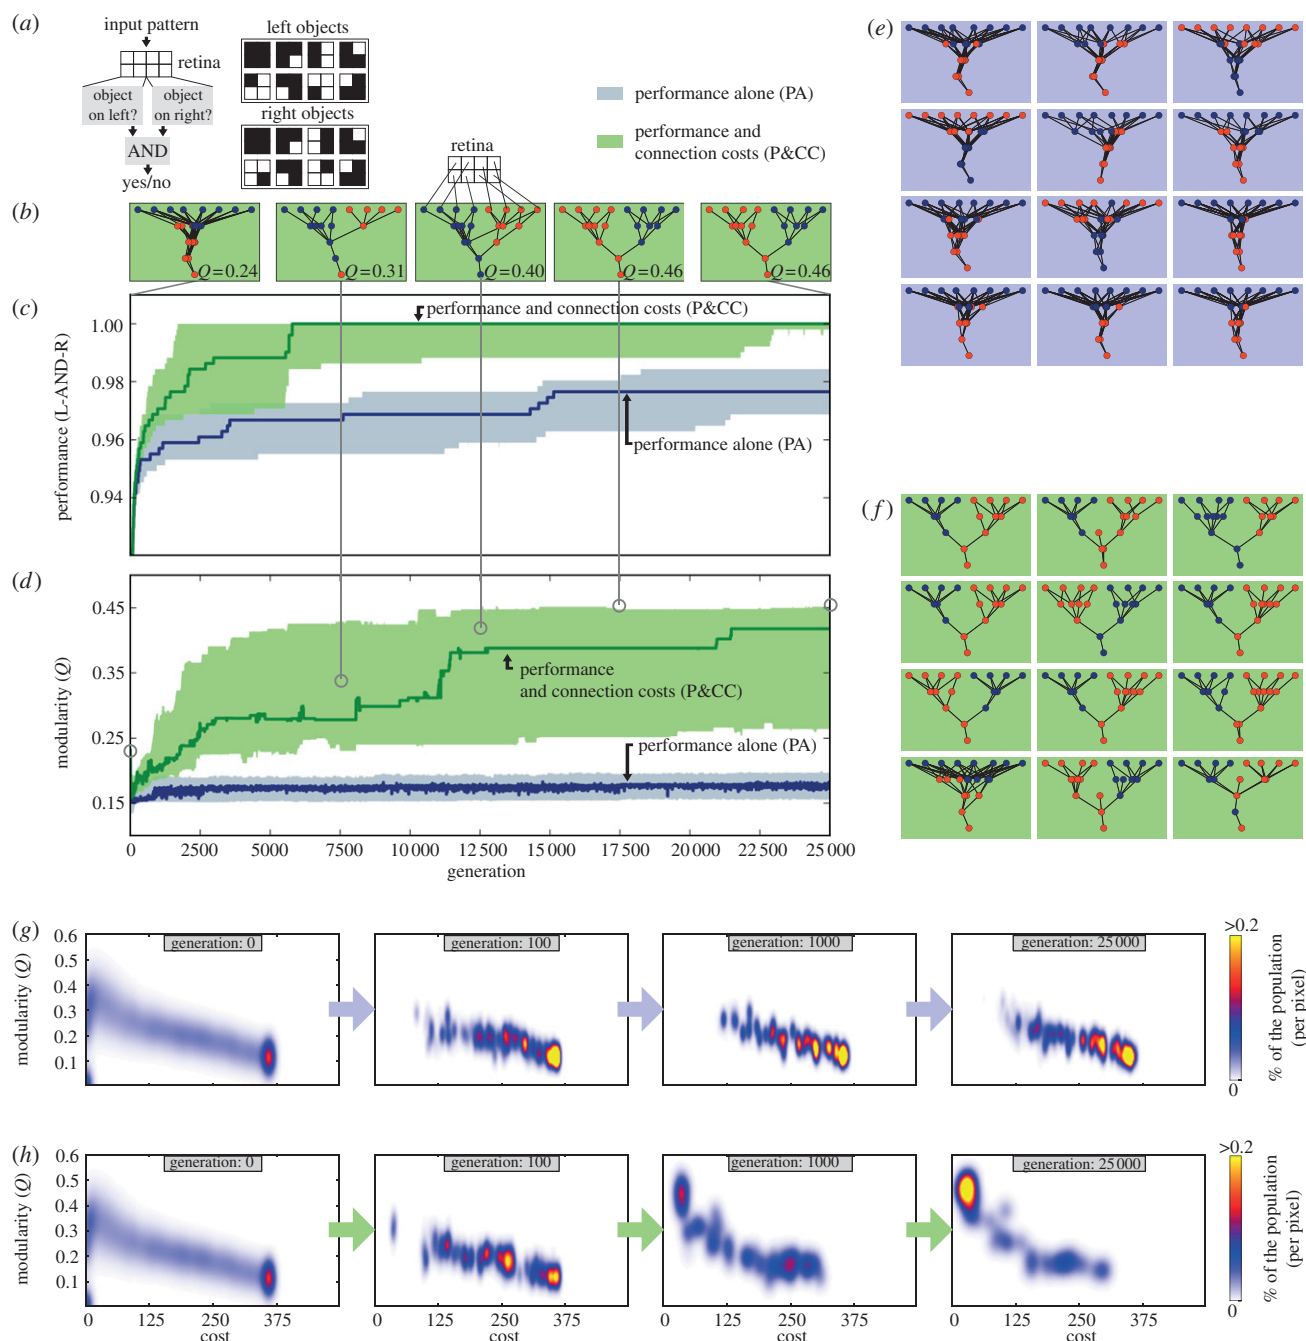 (a)
input pattern
retina
object on left?
object on right?
AND
yes/no
left objects
right objects
performance alone (PA)
performance and
connection costs (P&CC)
retina
(b)
Q=0.24
Q=0.31
Q=0.40
Q=0.46
Q=0.46
(c)
performance (L-AND-R)
1.00
0.98
0.96
0.94
performance and connection costs (P&CC)
performance alone (PA)
(d)
modularity (Q)
0.45
0.35
0.25
0.15
performance
and connection costs (P&CC)
performance alone (PA)
0 2500 5000 7500 10 000 12 500 15 000 17 500 20 000 22 500 25 000
generation
(e)
(f)
(g)
modularity (Q)
0.6
0.5
0.4
0.3
0.2
0.1
generation: 0
generation: 100
generation: 1000
generation: 25 000
>0.2
0
% of the population
(per pixel)
(h)
modularity (Q)
0.6
0.5
0.4
0.3
0.2
0.1
generation: 0
generation: 100
generation: 1000
generation: 25 000
>0.2
0
% of the population
(per pixel)
0 125 250 375
cost
0 125 250 375
cost
0 125 250 375
cost
0 125 250 375
cost